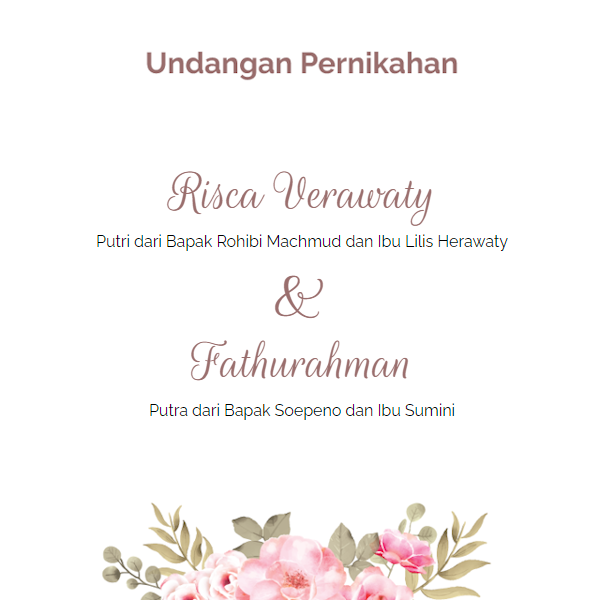 Undangan Pernikahan
Risca Verawaty
Putri dari Bapak Rohibi Machmud dan Ibu Lilis Herawaty
&
Fathurahman
Putra dari Bapak Soepeno dan Ibu Sumini